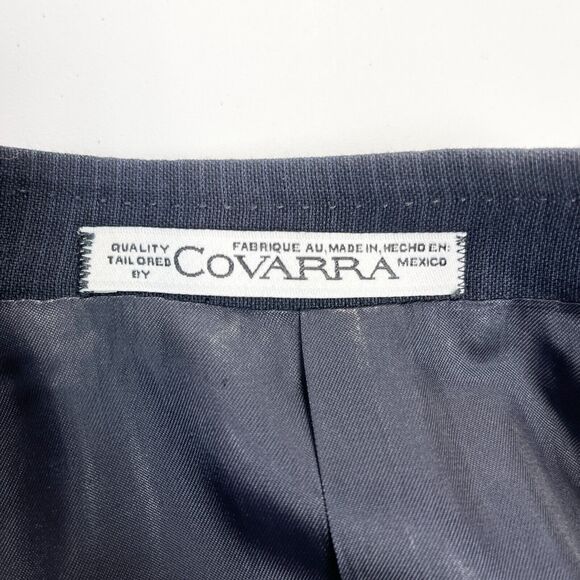 QUALITY TAILORED BY
FABRIQUE AU, MADE IN, HECHO EN:
COVARRA MEXICO